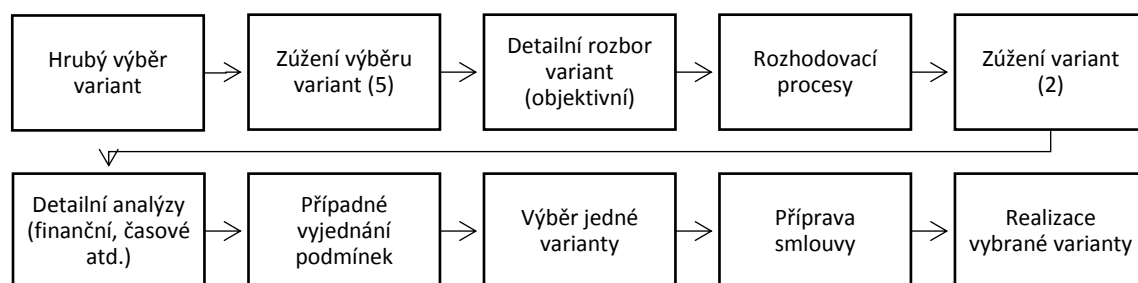 Hrubý výběr
variant
Zúžení výběru
variant (5)
Detailní rozbor
variant
(objektivní)
Rozhodovací
procesy
Zúžení variant
(2)
Detailní analýzy
(finanční, časové
atd.)
Případné
vyjednání
podmínek
Výběr jedné
varianty
Příprava
smlouvy
Realizace
vybrané varianty